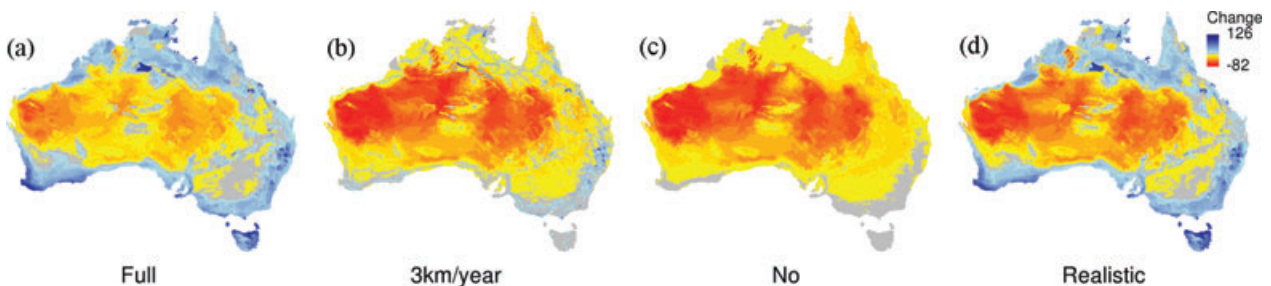 (a)
(b)
(c)
(d)
Change
126
-82
Full
3km/year
No
Realistic